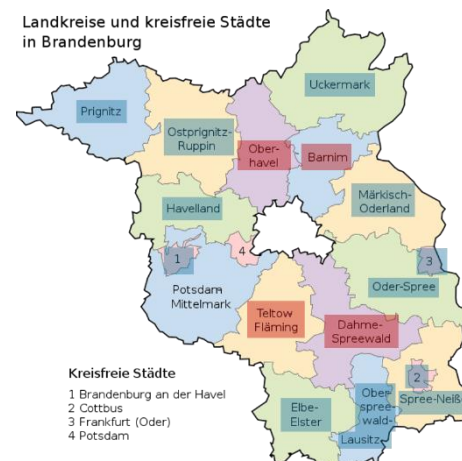 Landkreise und kreisfreie Städte
in Brandenburg
Uckermark
Prignitz
Ostprignitz-
Ruppin
Ober-
havel
Barnim
Märkisch-
Oderland
Havelland
4
3
1
Oder-Spree
Potsdam-
Mittelmark
Teltow
Fläming
Dahme-
Spreewald
Kreisfreie Städte
1 Brandenburg an der Havel
2 Cottbus
3 Frankfurt (Oder)
4 Potsdam
2
Spree-Neiße
Elbe-
Elster
Ober
spree-
wald-
Lausitz